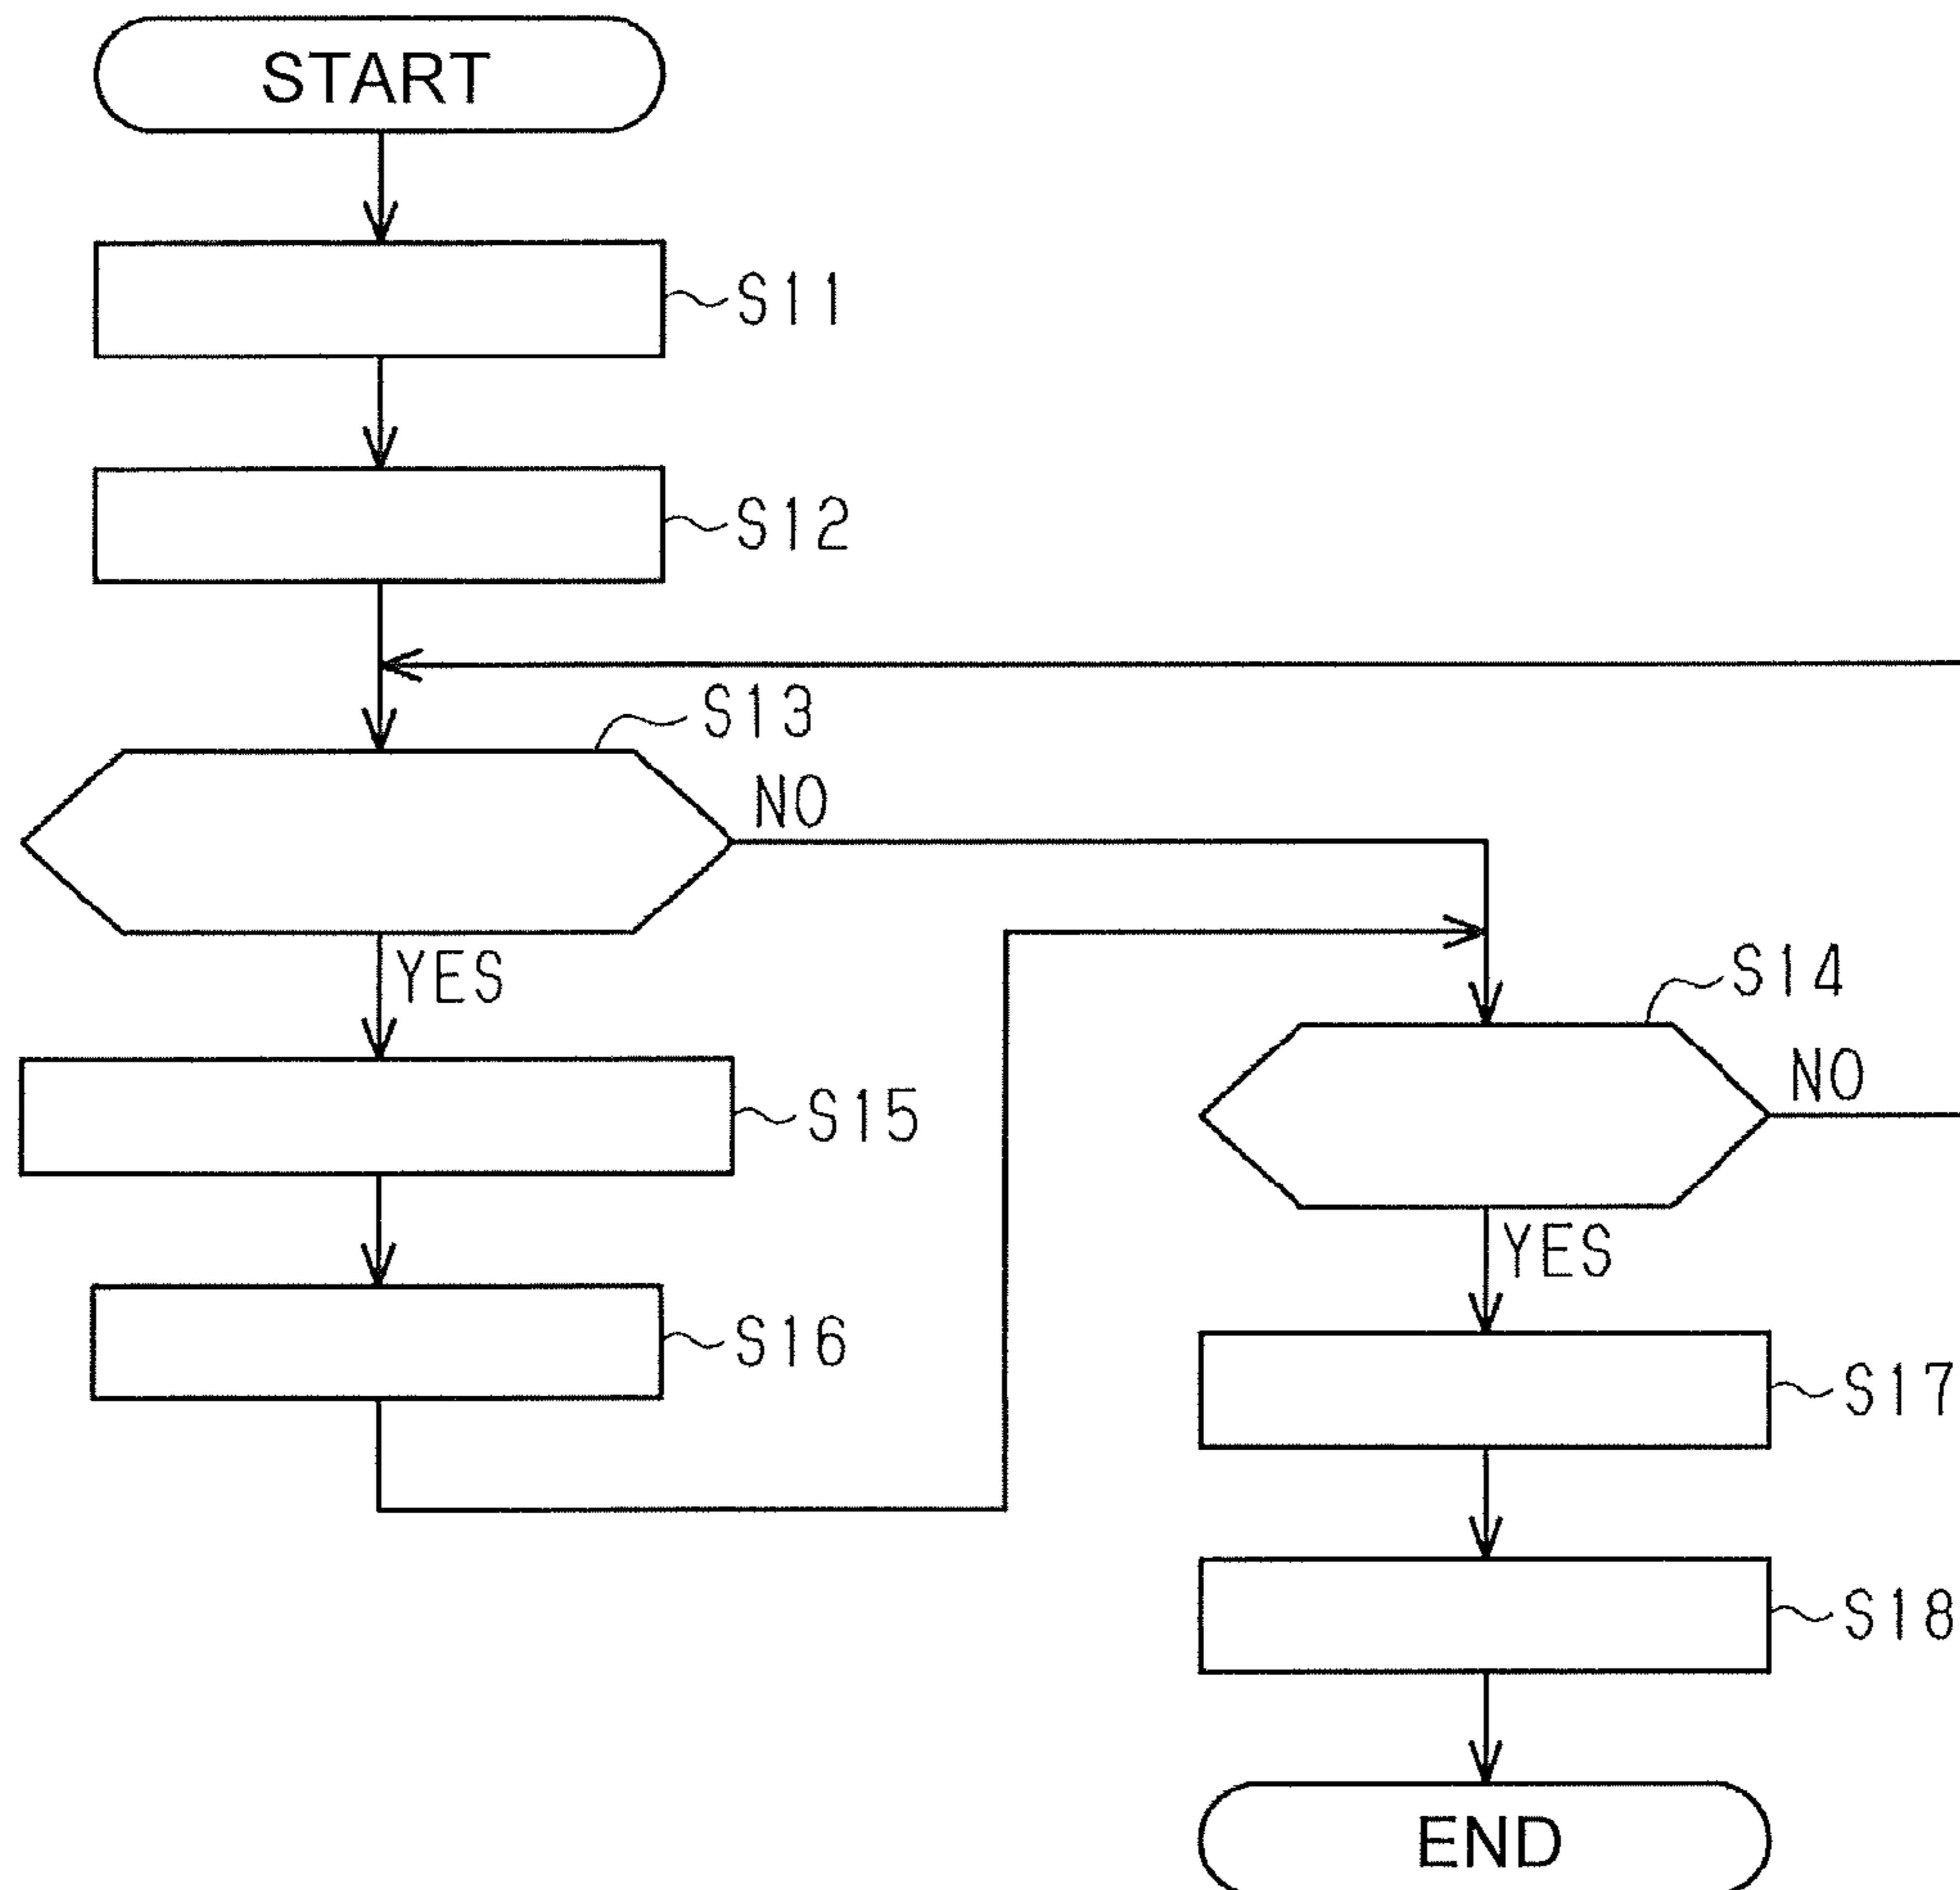 START
S11
S12
S13
NO
YES
S14
NO
S15
YES
S16
S17
S18
END